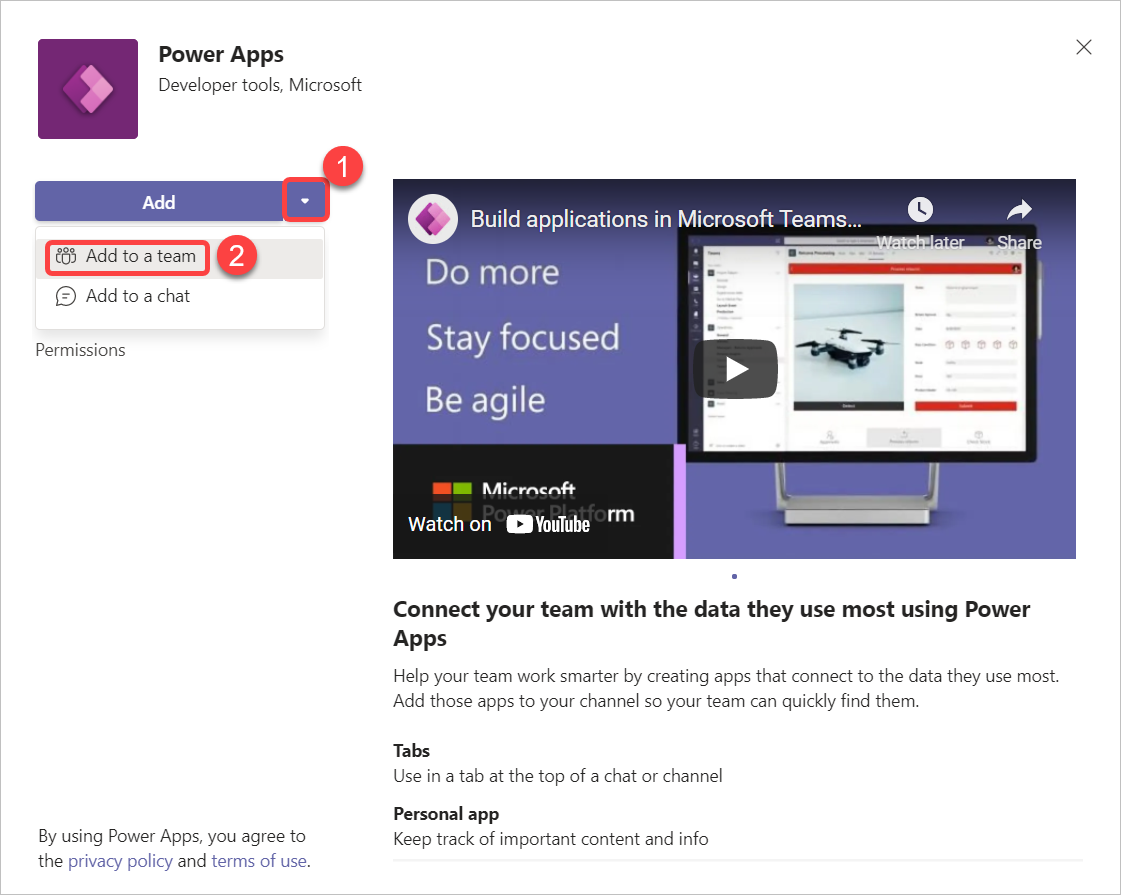 Power Apps
Developer tools, Microsoft
1
Add
Add to a team
2
Add to a chat
Permissions
Build applications in Microsoft Teams...
Watch later
Share
Do more
Stay focused
Be agile
Microsoft
Power Platform
Watch on YouTube
Connect your team with the data they use most using Power
Apps
Help your team work smarter by creating apps that connect to the data they use most.
Add those apps to your channel so your team can quickly find them.
Tabs
Use in a tab at the top of a chat or channel
Personal app
Keep track of important content and info
By using Power Apps, you agree to
the privacy policy and terms of use.